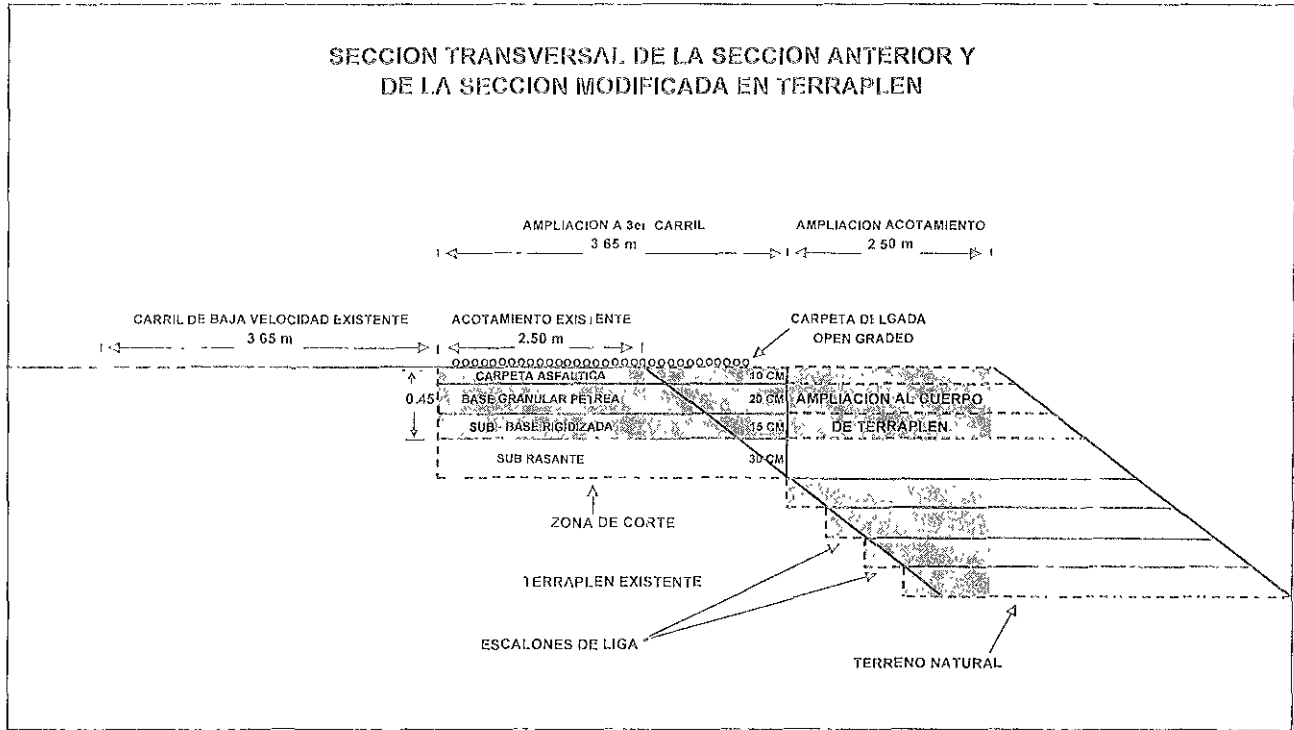 SECCION TRANSVERSAL DE LA SECCION ANTERIOR Y
DE LA SECCION MODIFICADA EN TERRAPLEN
AMPLIACION A 3er CARRIL
3 65 m
AMPLIACION ACOTAMIENTO
2 50 m
CARRIL DE BAJA VELOCIDAD EXISTENTE
3 65 m
ACOTAMIENTO EXISTENTE
2.50 m
CARPETA DELGADA
OPEN GRADED
CARPETA ASFALTICA 10 CM
0.45 BASE GRANULAR PETREA 20 CM
AMPLIACION AL CUERPO
DE TERRAPLEN
SUB - BASE RIGIDIZADA 15 CM
SUB RASANTE 30 CM
ZONA DE CORTE
TERRAPLEN EXISTENTE
ESCALONES DE LIGA
TERRENO NATURAL